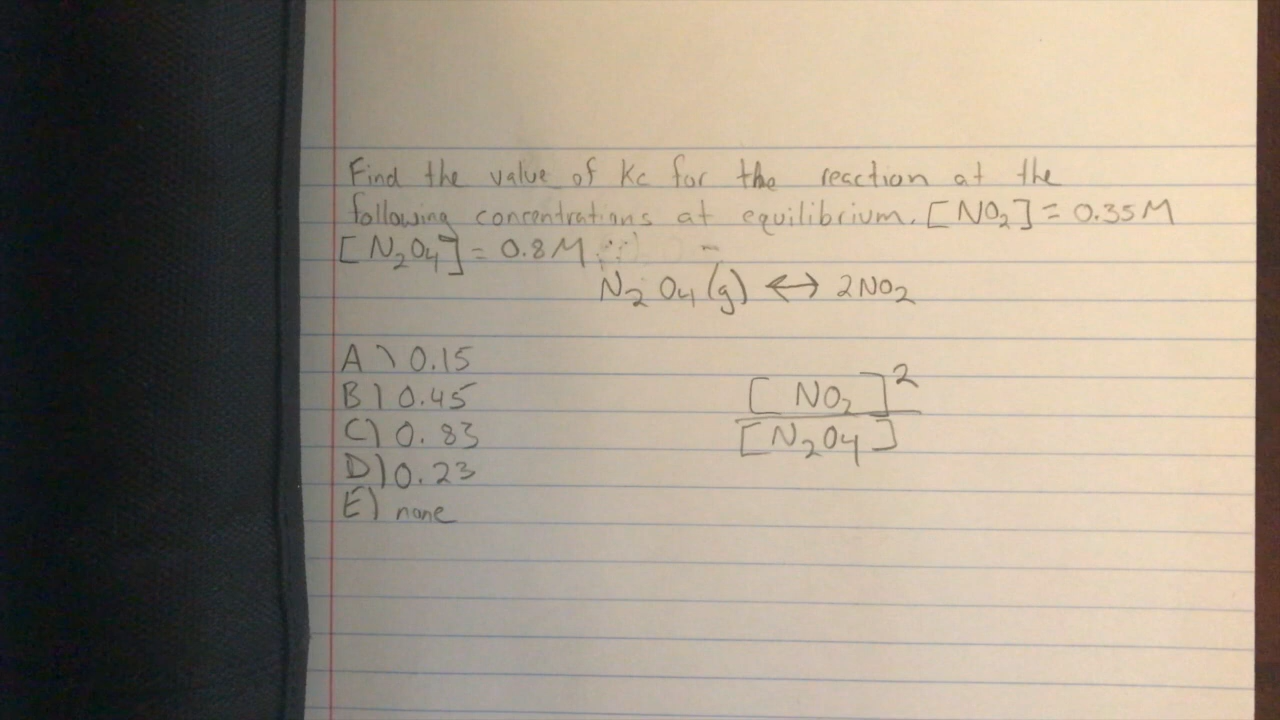 Find the value of Kc for the reaction at the
following concentrations at equilibrium. [NO₂] = 0.35M
[N₂O₄] = 0.8M
N₂O₄(g) ↔ 2NO₂
A) 0.15
B) 0.45
C) 0.83
D) 0.23
E) none
[NO₂]²
[N₂O₄]